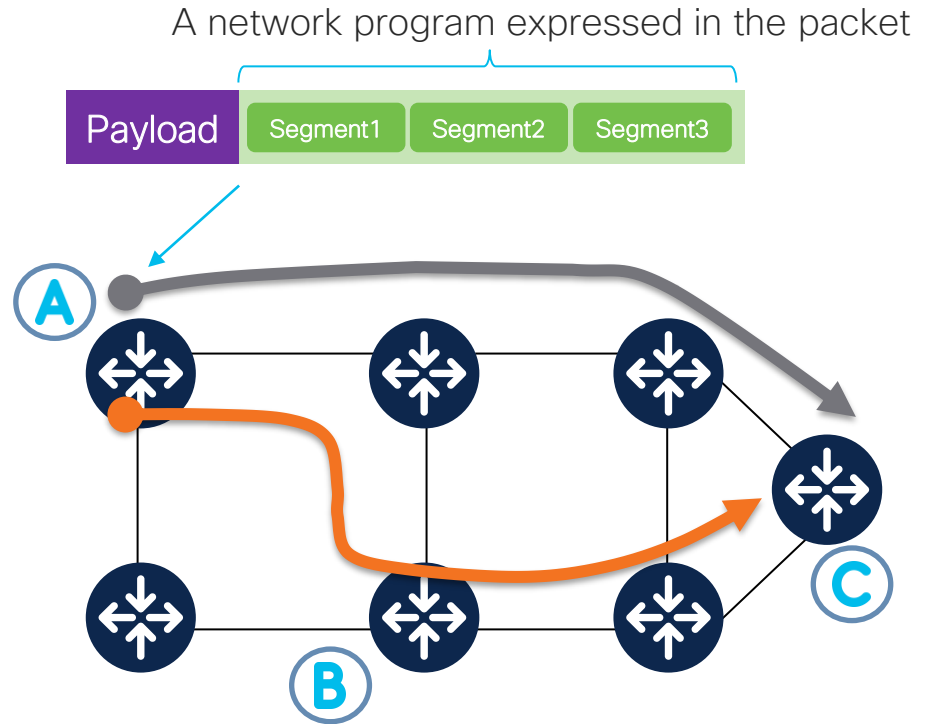 A network program expressed in the packet
Payload Segment1 Segment2 Segment3
A
C
B